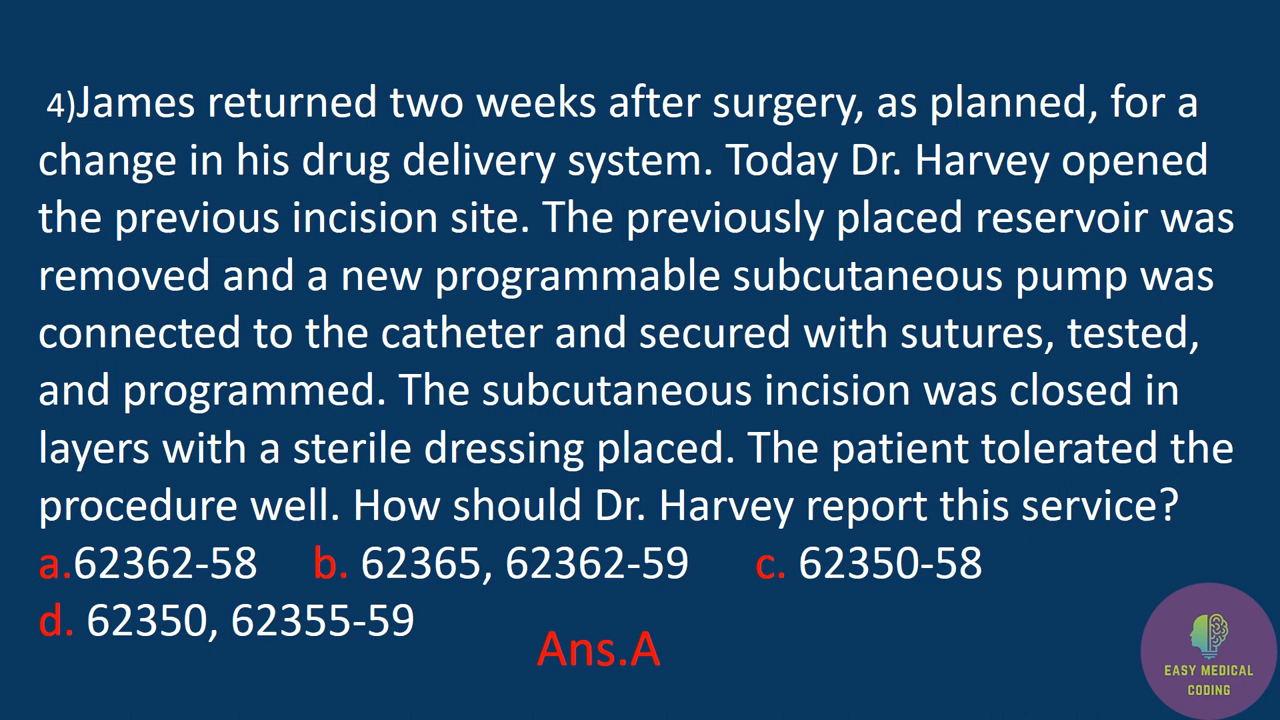 4)James returned two weeks after surgery, as planned, for a
change in his drug delivery system. Today Dr. Harvey opened
the previous incision site. The previously placed reservoir was
removed and a new programmable subcutaneous pump was
connected to the catheter and secured with sutures, tested,
and programmed. The subcutaneous incision was closed in
layers with a sterile dressing placed. The patient tolerated the
procedure well. How should Dr. Harvey report this service?
a.62362-58 b. 62365, 62362-59 c. 62350-58
d. 62350, 62355-59
Ans.A
EASY MEDICAL
CODING